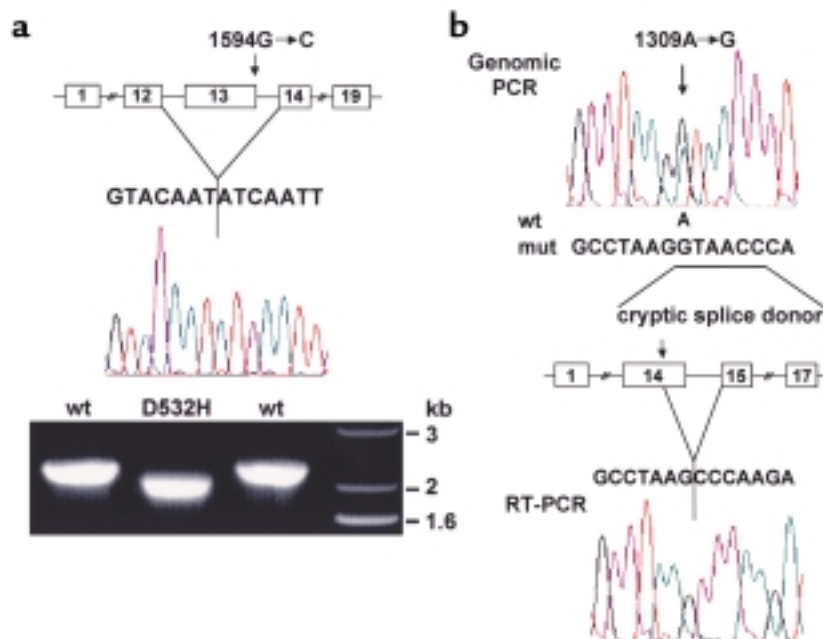 a
1594G→C
1 12 13 14 19
GTACAATATCAATT
wt D532H wt kb
3
2
1.6
b
1309A→G
Genomic
PCR
wt A
mut GCCTAAGGTAACCCA
cryptic splice donor
1 14 15 17
GCCTAAGCCCAAGA
RT-PCR